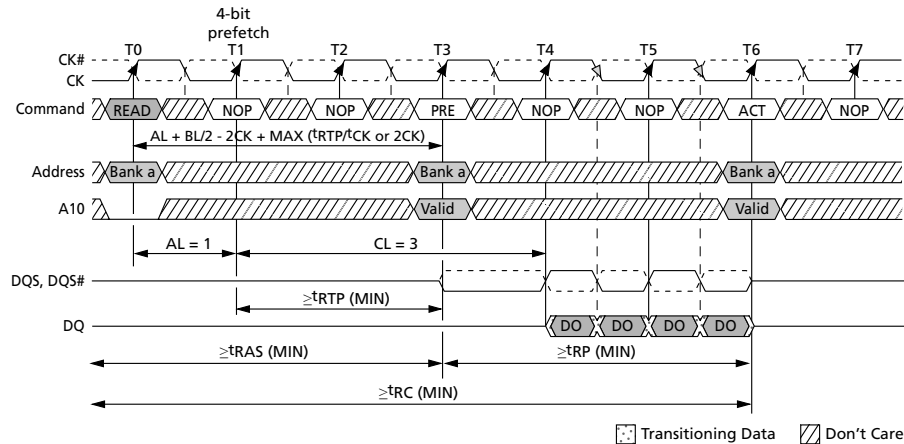 4-bit
prefetch
T0 T1 T2 T3 T4 T5 T6 T7
CK#
CK
Command READ NOP NOP PRE NOP NOP ACT NOP
AL + BL/2 - 2CK + MAX (tRTP/tCK or 2CK)
Address Bank a Bank a Bank a
A10 Valid Valid
AL = 1 CL = 3
DQS, DQS#
≥tRTP (MIN)
DQ DO DO DO DO
≥tRAS (MIN) ≥tRP (MIN)
≥tRC (MIN)
Transitioning Data Don't Care